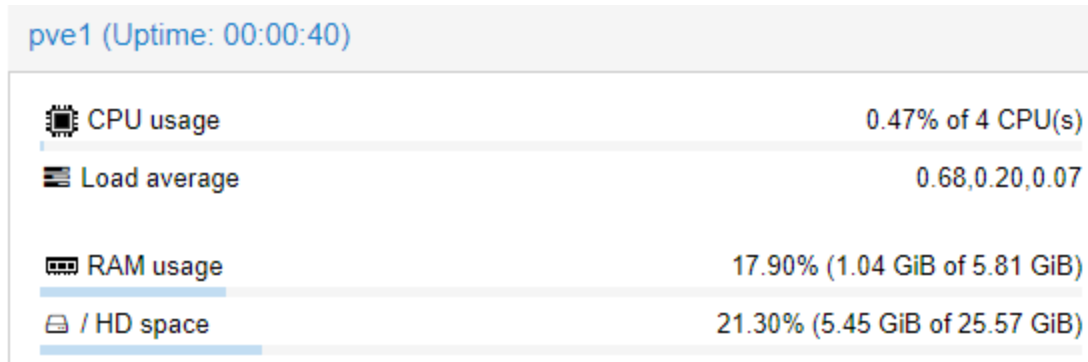 pve1 (Uptime: 00:00:40)
CPU usage 0.47% of 4 CPU(s)
Load average 0.68,0.20,0.07
RAM usage 17.90% (1.04 GiB of 5.81 GiB)
/ HD space 21.30% (5.45 GiB of 25.57 GiB)